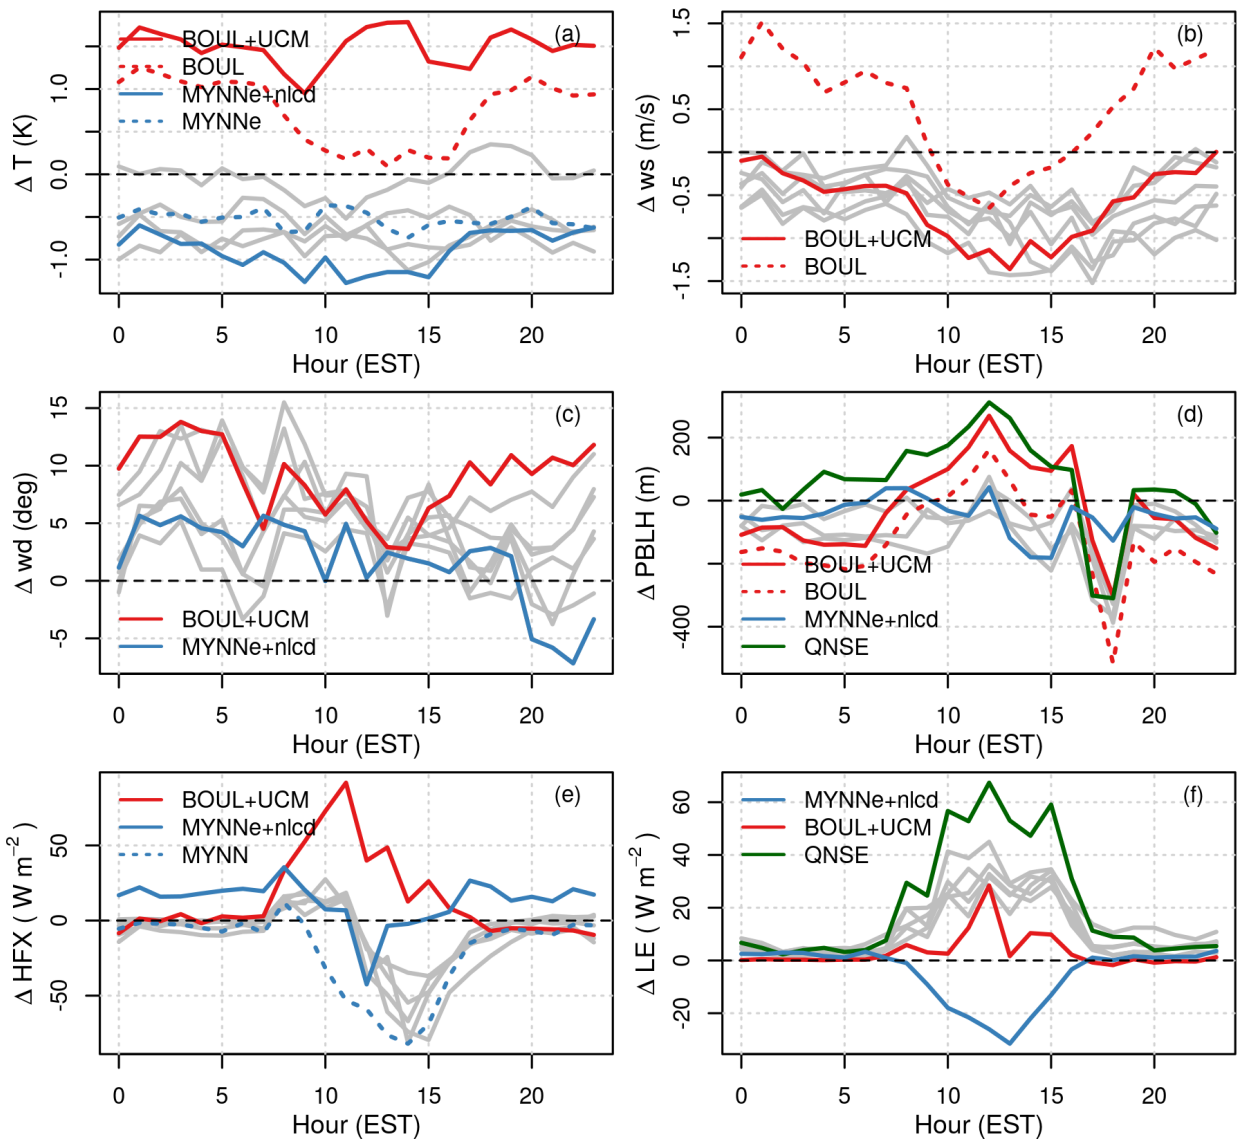 (a)
BOUL+UCM
BOUL
MYNNe+nlcd
MYNNe
Δ T (K)
1.0
0.0
-1.0
0 5 10 15 20
Hour (EST)
(b)
Δ ws (m/s)
1.5
0.5
-0.5
-1.5
BOUL+UCM
BOUL
0 5 10 15 20
Hour (EST)
(c)
Δ wd (deg)
15
10
5
0
-5
BOUL+UCM
MYNNe+nlcd
0 5 10 15 20
Hour (EST)
(d)
Δ PBLH (m)
200
0
-400
BOUL+UCM
BOUL
MYNNe+nlcd
QNSE
0 5 10 15 20
Hour (EST)
(e)
BOUL+UCM
MYNNe+nlcd
MYNN
Δ HFX ( W m⁻² )
50
0
-50
0 5 10 15 20
Hour (EST)
(f)
MYNNe+nlcd
BOUL+UCM
QNSE
Δ LE ( W m⁻² )
60
40
20
0
-20
0 5 10 15 20
Hour (EST)